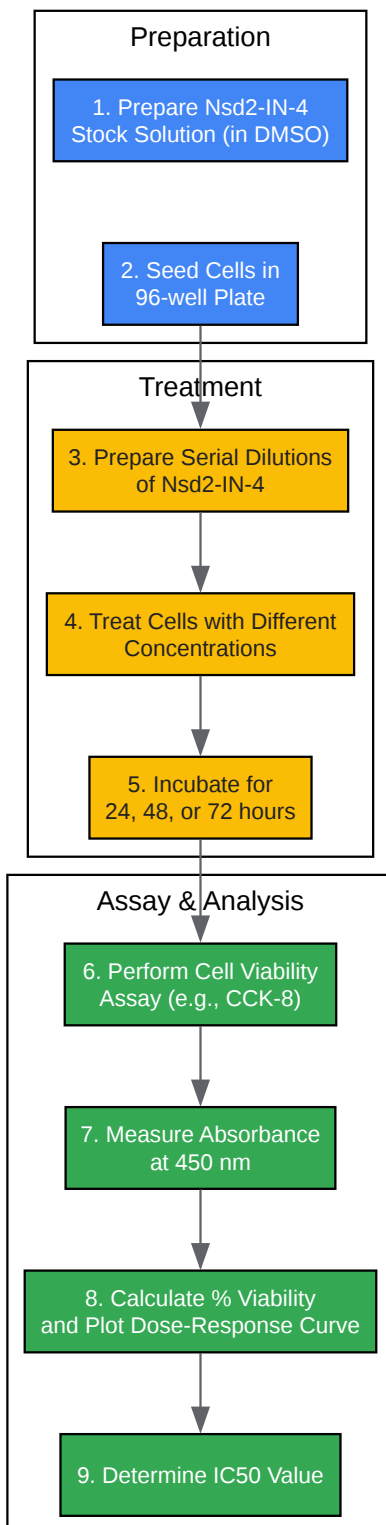 Preparation
1. Prepare Nsd2-IN-4
Stock Solution (in DMSO)
2. Seed Cells in
96-well Plate
Treatment
3. Prepare Serial Dilutions
of Nsd2-IN-4
4. Treat Cells with Different
Concentrations
5. Incubate for
24, 48, or 72 hours
Assay & Analysis
6. Perform Cell Viability
Assay (e.g., CCK-8)
7. Measure Absorbance
at 450 nm
8. Calculate % Viability
and Plot Dose-Response Curve
9. Determine IC50 Value